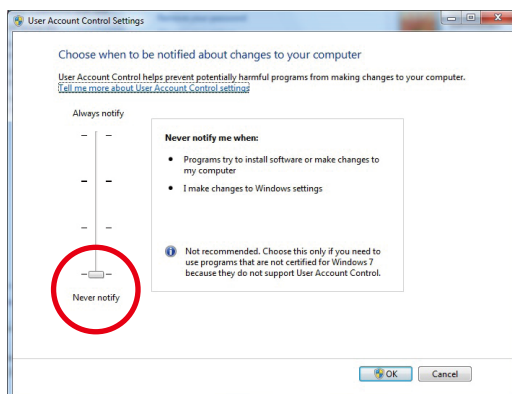 User Account Control Settings
Choose when to be notified about changes to your computer
User Account Control helps prevent potentially harmful programs from making changes to your computer.
Tell me more about User Account Control settings
Always notify
Never notify me when:
Programs try to install software or make changes to
my computer
I make changes to Windows settings
Not recommended. Choose this only if you need to
use programs that are not certified for Windows 7
because they do not support User Account Control.
Never notify
OK
Cancel